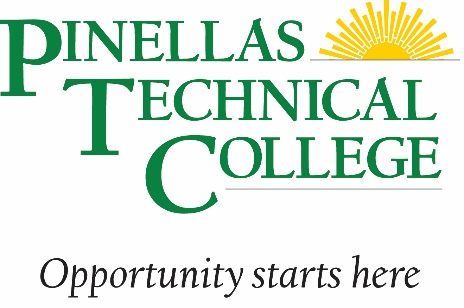 PINELLAS
TECHNICAL
COLLEGE
Opportunity starts here